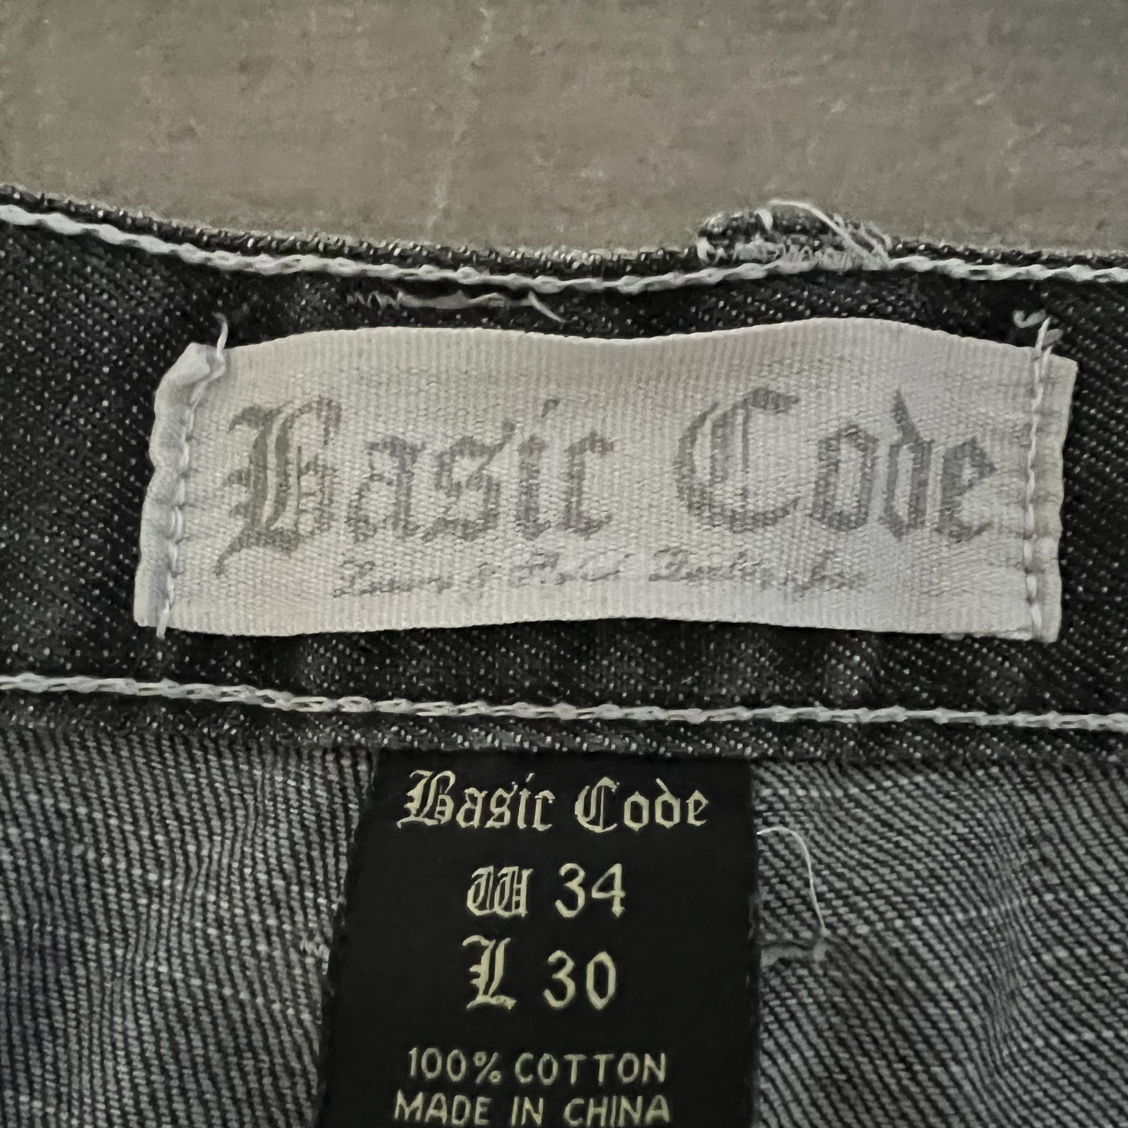 Basic Code
Basic Code
W 34
L 30
100% COTTON
MADE IN CHINA